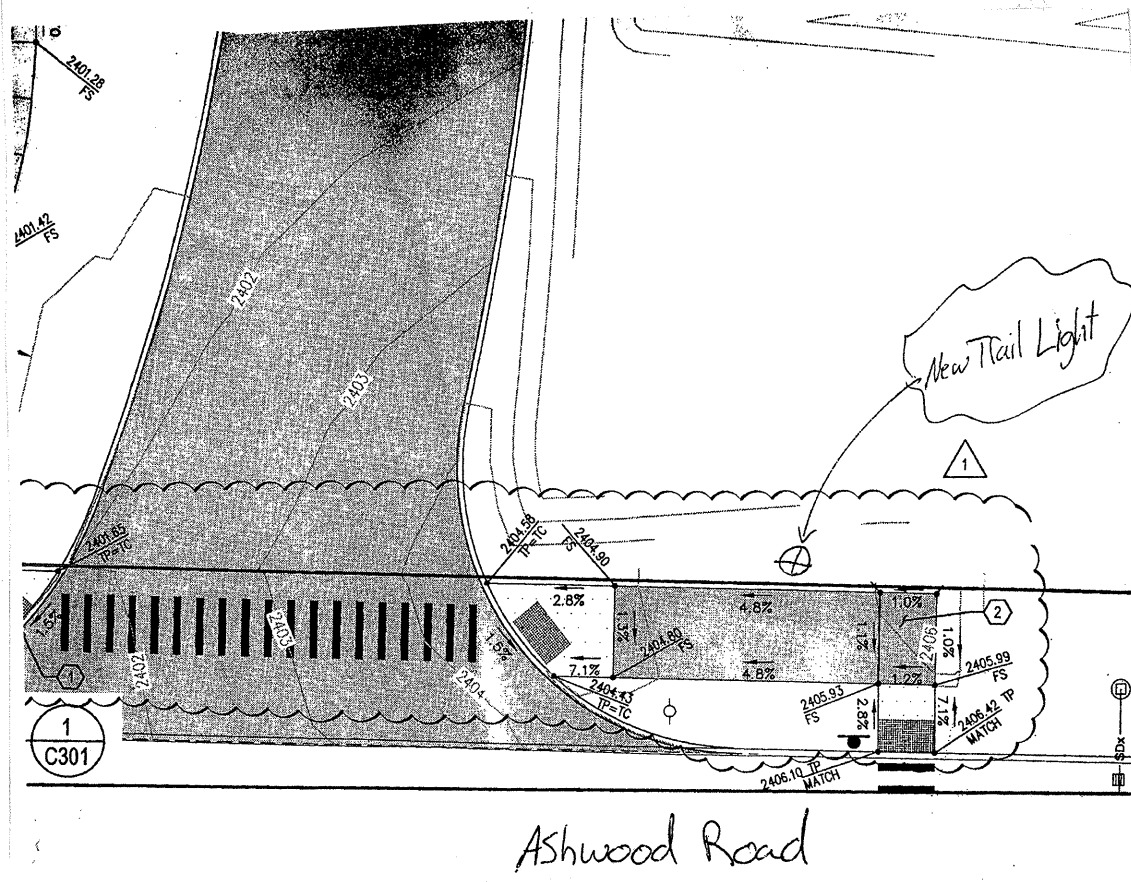 2401.28
FS
2401.42
FS
2402
2403
New Trail Light
1
2401.65
TP=TC
2404.58
TP=TC
2404.90
FS
2.8%
4.8%
1.0%
2
1.5%
2403
1.5%
1.3%
2404.80
FS
1.1%
2406
1.0%
1
2402
2404
7.1%
4.8%
1.2%
2405.99
FS
2404.43
TP=TC
2405.93
FS
2.8%
7.1%
2406.42 TP
MATCH
1
C301
2406.10 TP
MATCH
SDx
Ashwood Road